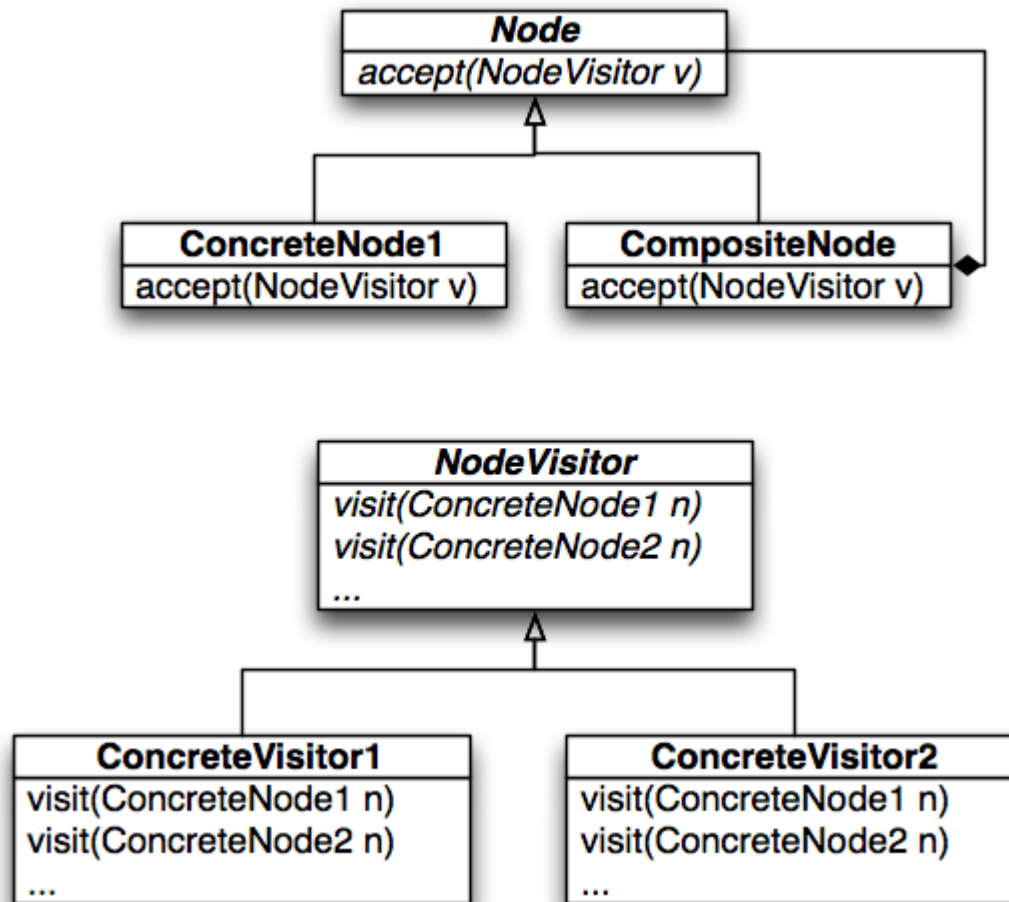 Node
accept(NodeVisitor v)
ConcreteNode1
accept(NodeVisitor v)
CompositeNode
accept(NodeVisitor v)
NodeVisitor
visit(ConcreteNode1 n)
visit(ConcreteNode2 n)
...
ConcreteVisitor1
visit(ConcreteNode1 n)
visit(ConcreteNode2 n)
...
ConcreteVisitor2
visit(ConcreteNode1 n)
visit(ConcreteNode2 n)
...